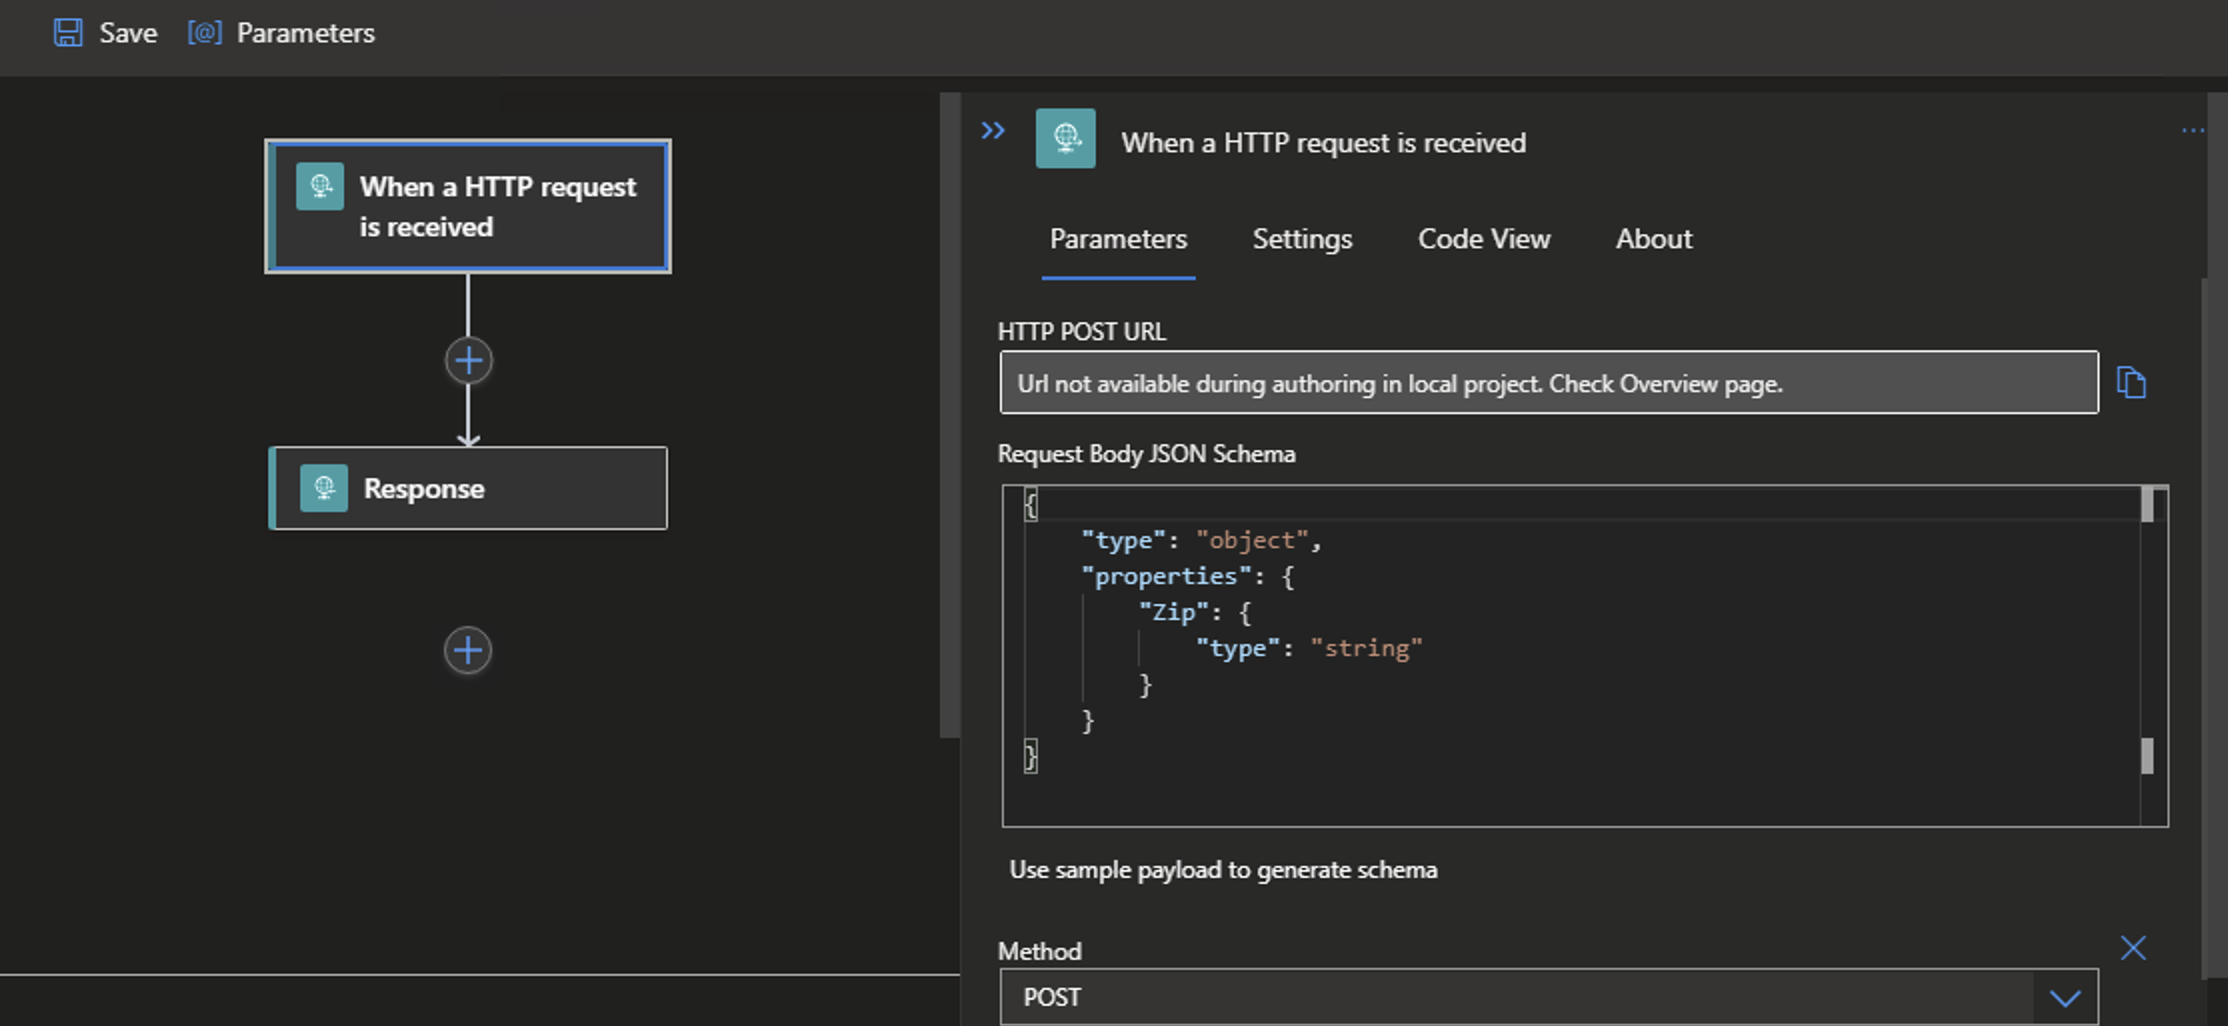 Save [@] Parameters
When a HTTP request
is received
Response
When a HTTP request is received
Parameters Settings Code View About
HTTP POST URL
Url not available during authoring in local project. Check Overview page.
Request Body JSON Schema
{
"type": "object",
"properties": {
"Zip": {
"type": "string"
}
}
}
Use sample payload to generate schema
Method
POST